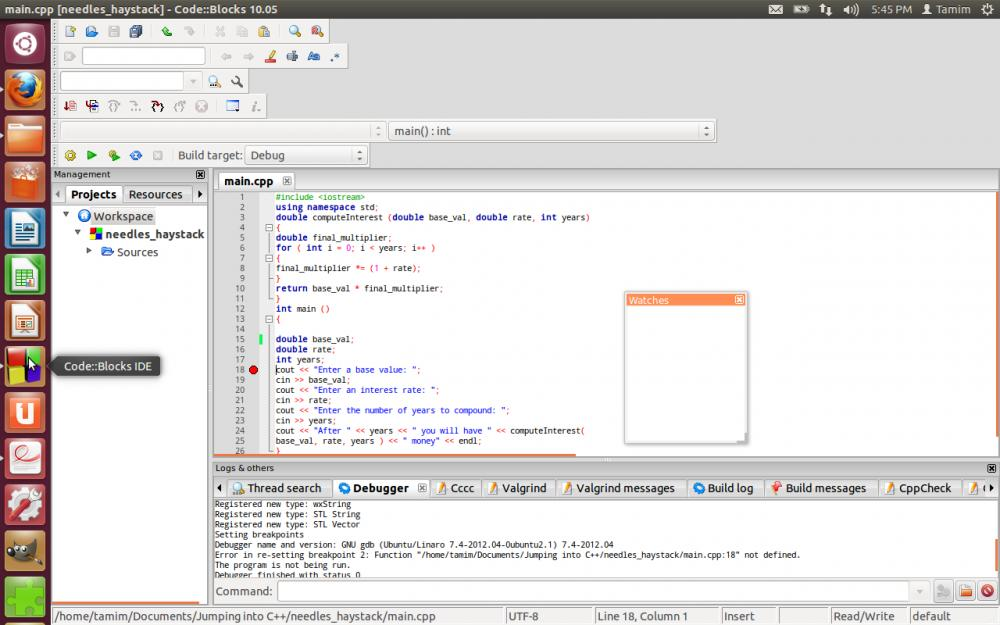 main.cpp [needles_haystack] - Code::Blocks 10.05
5:45 PM Tamim
main() : int
Build target: Debug
Management
Projects Resources
Workspace
needles_haystack
Sources
Code::Blocks IDE
main.cpp
1 #include <iostream>
2 using namespace std;
3 double computeInterest (double base_val, double rate, int years)
4 {
5 double final_multiplier;
6 for ( int i = 0; i < years; i++ )
7 {
8 final_multiplier *= (1 + rate);
9 }
10 return base_val * final_multiplier;
11 }
12 int main ()
13 {
14
15 double base_val;
16 double rate;
17 int years;
18 cout << "Enter a base value: ";
19 cin >> base_val;
20 cout << "Enter an interest rate: ";
21 cin >> rate;
22 cout << "Enter the number of years to compound: ";
23 cin >> years;
24 cout << "After " << years << " you will have " << computeInterest(
25 base_val, rate, years ) << " money" << endl;
26 }
Watches
Logs & others
Thread search Debugger Cccc Valgrind Valgrind messages Build log Build messages CppCheck
Registered new type: wxString
Registered new type: STL String
Registered new type: STL Vector
Setting breakpoints
Debugger name and version: GNU gdb (Ubuntu/Linaro 7.4-2012.04-0ubuntu2.1) 7.4-2012.04
Error in re-setting breakpoint 2: Function "/home/tamim/Documents/Jumping into C++/needles_haystack/main.cpp:18" not defined.
The program is not being run.
Debugger finished with status 0
Command:
/home/tamim/Documents/Jumping into C++/needles_haystack/main.cpp UTF-8 Line 18, Column 1 Insert Read/Write default